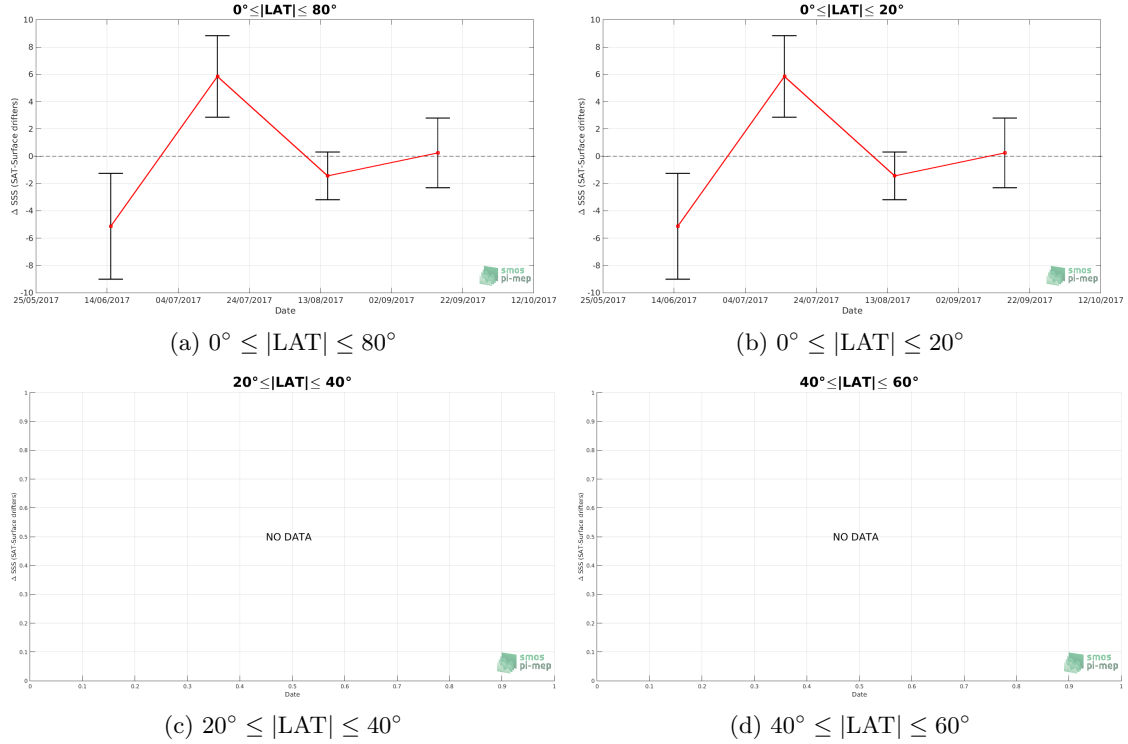 0°≤|LAT|≤ 80°
10
8
6
4
2
0
-2
-4
-6
-8
-10
Δ SSS (SAT-Surface drifters)
25/05/2017 14/06/2017 04/07/2017 24/07/2017 13/08/2017 02/09/2017 22/09/2017 12/10/2017
Date
smos
pi-mep
(a) 0° ≤ |LAT| ≤ 80°
0°≤|LAT|≤ 20°
10
8
6
4
2
0
-2
-4
-6
-8
-10
Δ SSS (SAT-Surface drifters)
25/05/2017 14/06/2017 04/07/2017 24/07/2017 13/08/2017 02/09/2017 22/09/2017 12/10/2017
Date
smos
pi-mep
(b) 0° ≤ |LAT| ≤ 20°
20°≤|LAT|≤ 40°
1
0.9
0.8
0.7
0.6
0.5
0.4
0.3
0.2
0.1
0
Δ SSS (SAT-Surface drifters)
NO DATA
0 0.1 0.2 0.3 0.4 0.5 0.6 0.7 0.8 0.9 1
Date
smos
pi-mep
(c) 20° ≤ |LAT| ≤ 40°
40°≤|LAT|≤ 60°
1
0.9
0.8
0.7
0.6
0.5
0.4
0.3
0.2
0.1
0
Δ SSS (SAT-Surface drifters)
NO DATA
0 0.1 0.2 0.3 0.4 0.5 0.6 0.7 0.8 0.9 1
Date
smos
pi-mep
(d) 40° ≤ |LAT| ≤ 60°